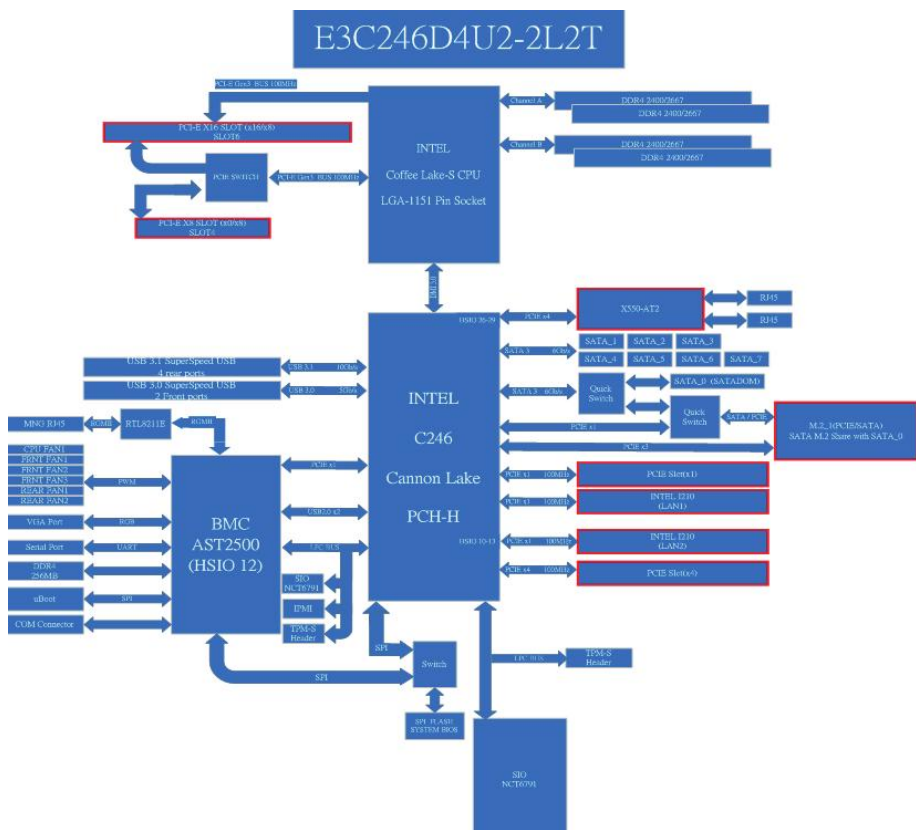 E3C246D4U2-2L2T
PCI-E Gen3 BUS 100MHz
PCI-E X16 SLOT (x16/x8)
SLOT6
PCIE SWITCH
PCI-E Gen3 BUS 100MHz
PCI-E X8 SLOT (x0/x8)
SLOT4
INTEL
Coffee Lake-S CPU
LGA-1151 Pin Socket
Channel A
DDR4 2400/2667
DDR4 2400/2667
Channel B
DDR4 2400/2667
DDR4 2400/2667
DMI 3.0
HSIO 26-29
PCIE x4
X550-AT2
RJ45
RJ45
SATA 3 6Gb/s
SATA_1 SATA_2 SATA_3
SATA_4 SATA_5 SATA_6 SATA_7
USB 3.1 SuperSpeed USB
4 rear ports
USB 3.1 10Gb/s
USB 3.0 SuperSpeed USB
2 Front ports
USB 3.0 5Gb/s
SATA 3 6Gb/s
Quick
Switch
SATA_0 (SATADOM)
Quick
Switch
SATA / PCIE
M.2_1(PCIE/SATA)
SATA M.2 Share with SATA_0
PCIE x1
PCIE x3
INTEL
C246
Cannon Lake
PCH-H
MNG RJ45
RGMII
RTL8211E
RGMII
CPU FAN1
FRNT FAN1
FRNT FAN2
FRNT FAN3
REAR FAN1
REAR FAN2
PWM
VGA Port
RGB
Serial Port
UART
DDR4
256MB
uBoot
SPI
COM Connector
BMC
AST2500
(HSIO 12)
PCIE x1
USB2.0 x2
LPC BUS
SIO
NCT6791
IPMI
TPM-S
Header
PCIE x1 100MHz
PCIE Slot(x1)
PCIE x1 100MHz
INTEL I210
(LAN1)
HSIO 10-13
PCIE x1 100MHz
INTEL I210
(LAN2)
PCIE x4 100MHz
PCIE Slot(x4)
SPI
Switch
SPI
SPI FLASH
SYSTEM BIOS
LPC BUS
TPM-S
Header
SIO
NCT6791